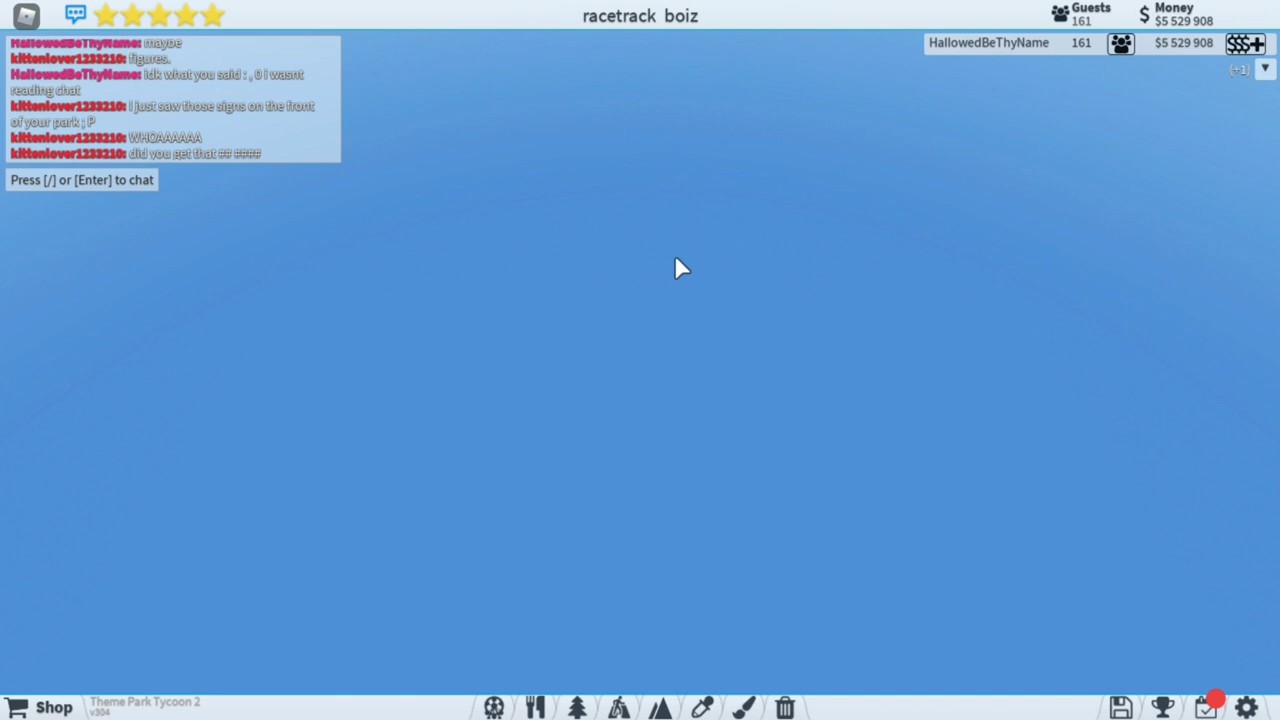 racetrack boiz
Guests
161
Money
$5 529 908
HallowedBeThyName 161 $5 529 908
(+1)
HallowedBeThyName: maybe
kittenlover1233210: figures.
HallowedBeThyName: idk what you said : , 0 i wasnt
reading chat
kittenlover1233210: I just saw those signs on the front
of your park ; P
kittenlover1233210: WHOAAAAAA
kittenlover1233210: did you get that ## ####
Press [/] or [Enter] to chat
Shop
Theme Park Tycoon 2
v304